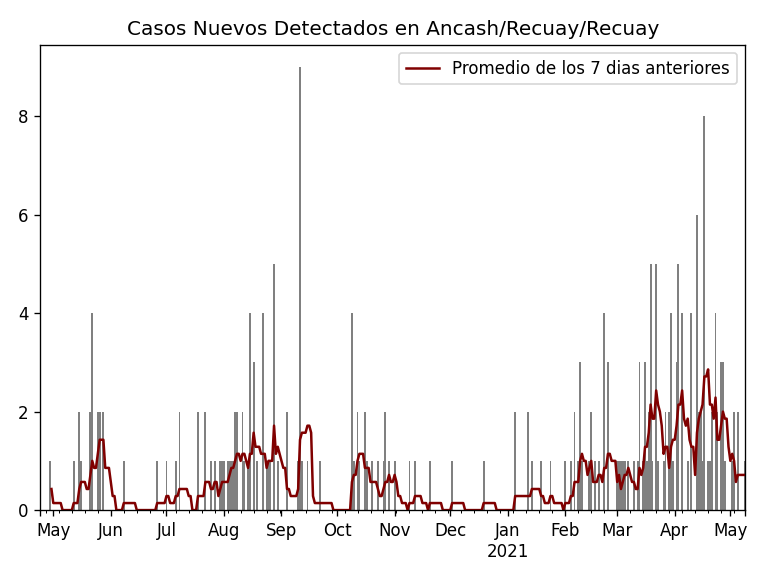 Casos Nuevos Detectados en Ancash/Recuay/Recuay
Promedio de los 7 dias anteriores
8
6
4
2
0
May Jun Jul Aug Sep Oct Nov Dec Jan Feb Mar Apr May
2021